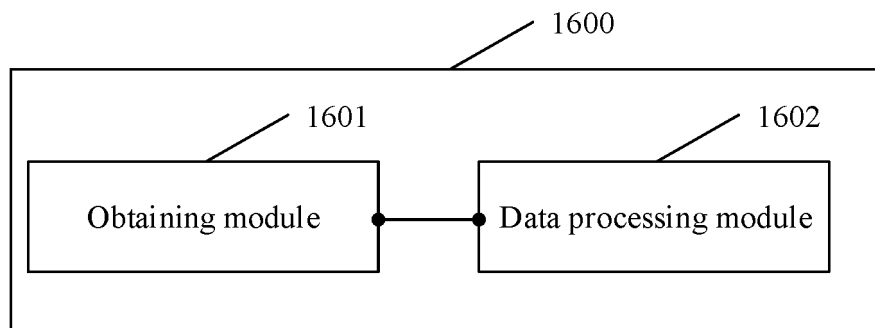 1600
1601
1602
Obtaining module
Data processing module